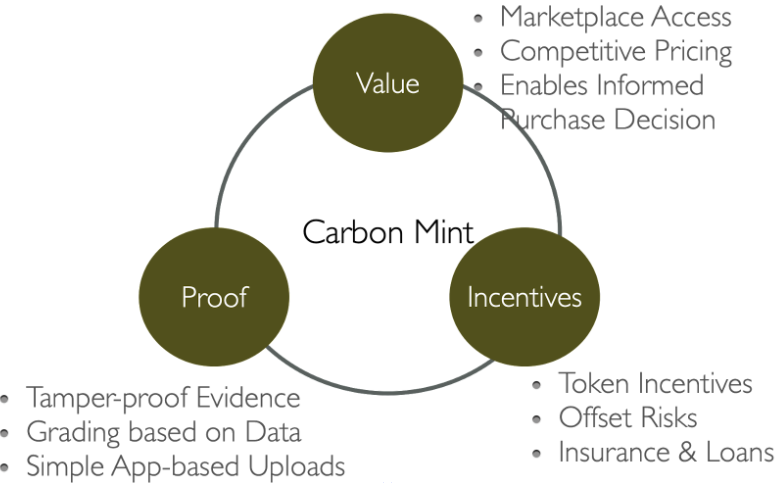 • Marketplace Access
• Competitive Pricing
• Enables Informed
Purchase Decision
Value
Carbon Mint
Proof
Incentives
• Tamper-proof Evidence
• Grading based on Data
• Simple App-based Uploads
• Token Incentives
• Offset Risks
• Insurance & Loans